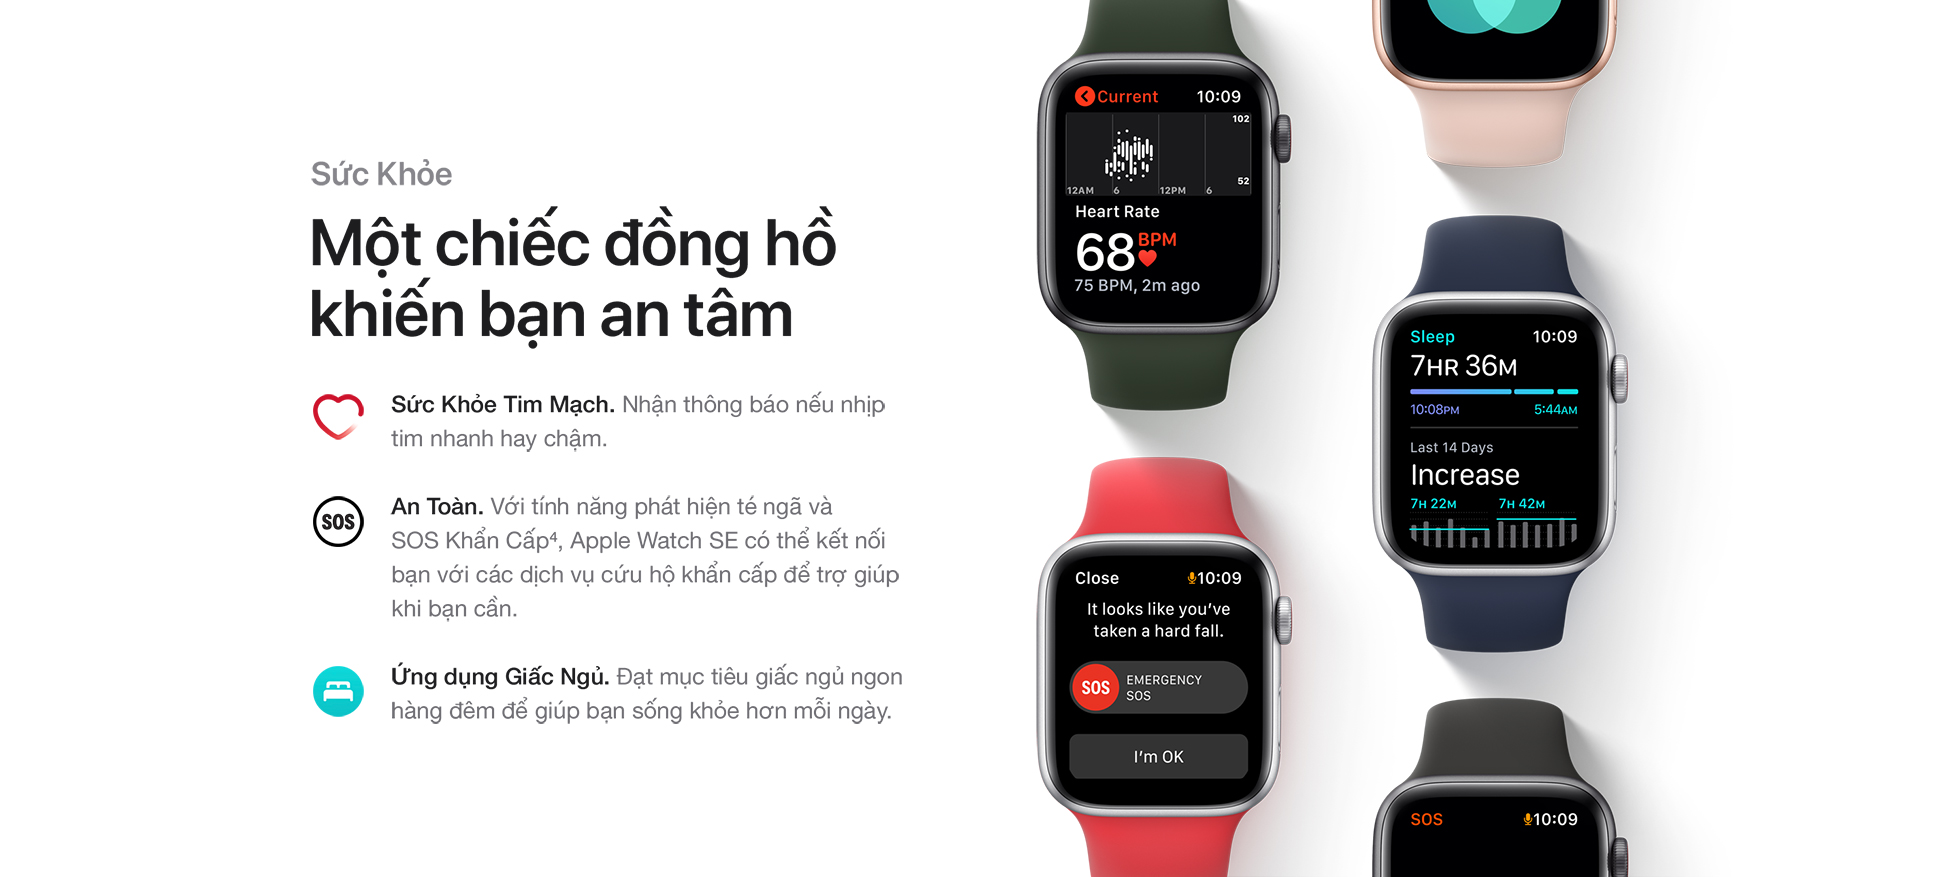 Sức Khỏe
Một chiếc đồng hồ
khiến bạn an tâm
Sức Khỏe Tim Mạch. Nhận thông báo nếu nhịp
tim nhanh hay chậm.
SOS
An Toàn. Với tính năng phát hiện té ngã và
SOS Khẩn Cấp⁴, Apple Watch SE có thể kết nối
bạn với các dịch vụ cứu hộ khẩn cấp để trợ giúp
khi bạn cần.
Ứng dụng Giấc Ngủ. Đạt mục tiêu giấc ngủ ngon
hàng đêm để giúp bạn sống khỏe hơn mỗi ngày.
Current 10:09
102
52
12AM 6 12PM 6
Heart Rate
68 BPM
75 BPM, 2m ago
Close 10:09
It looks like you’ve
taken a hard fall.
SOS EMERGENCY
SOS
I’m OK
Sleep 10:09
7HR 36M
10:08PM 5:44AM
Last 14 Days
Increase
7H 22M 7H 42M
SOS 10:09